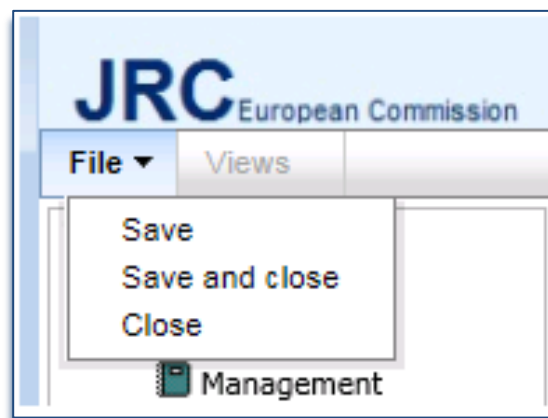 JRC European Commission
File Views
Save
Save and close
Close
Management